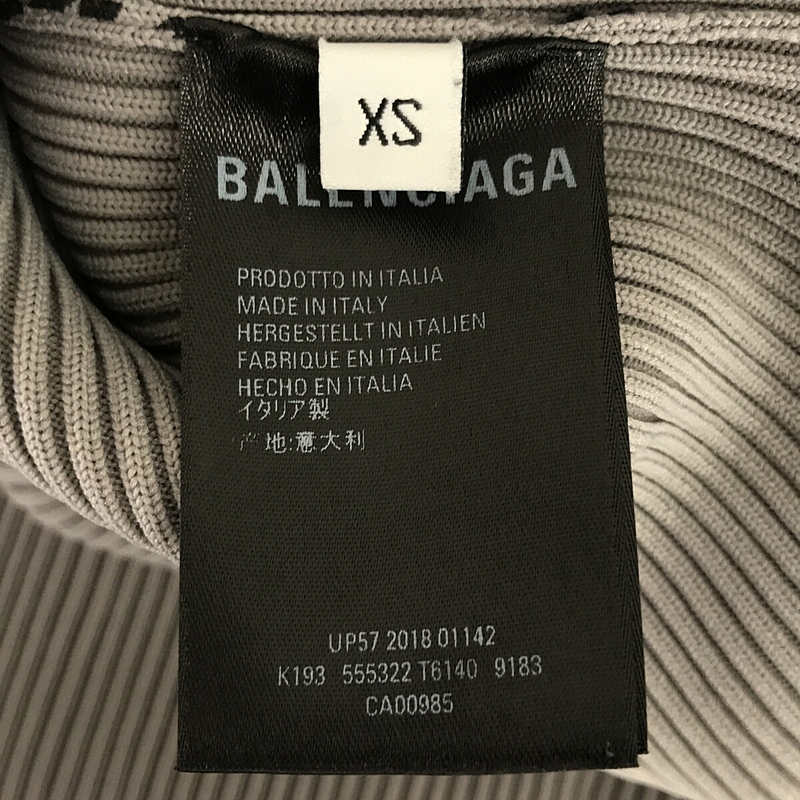 XS
BALENCIAGA
PRODOTTO IN ITALIA
MADE IN ITALY
HERGESTELLT IN ITALIEN
FABRIQUE EN ITALIE
HECHO EN ITALIA
イタリア製
产地:意大利
UP57 2018 01142
K193 555322 T6140 9183
CA00985